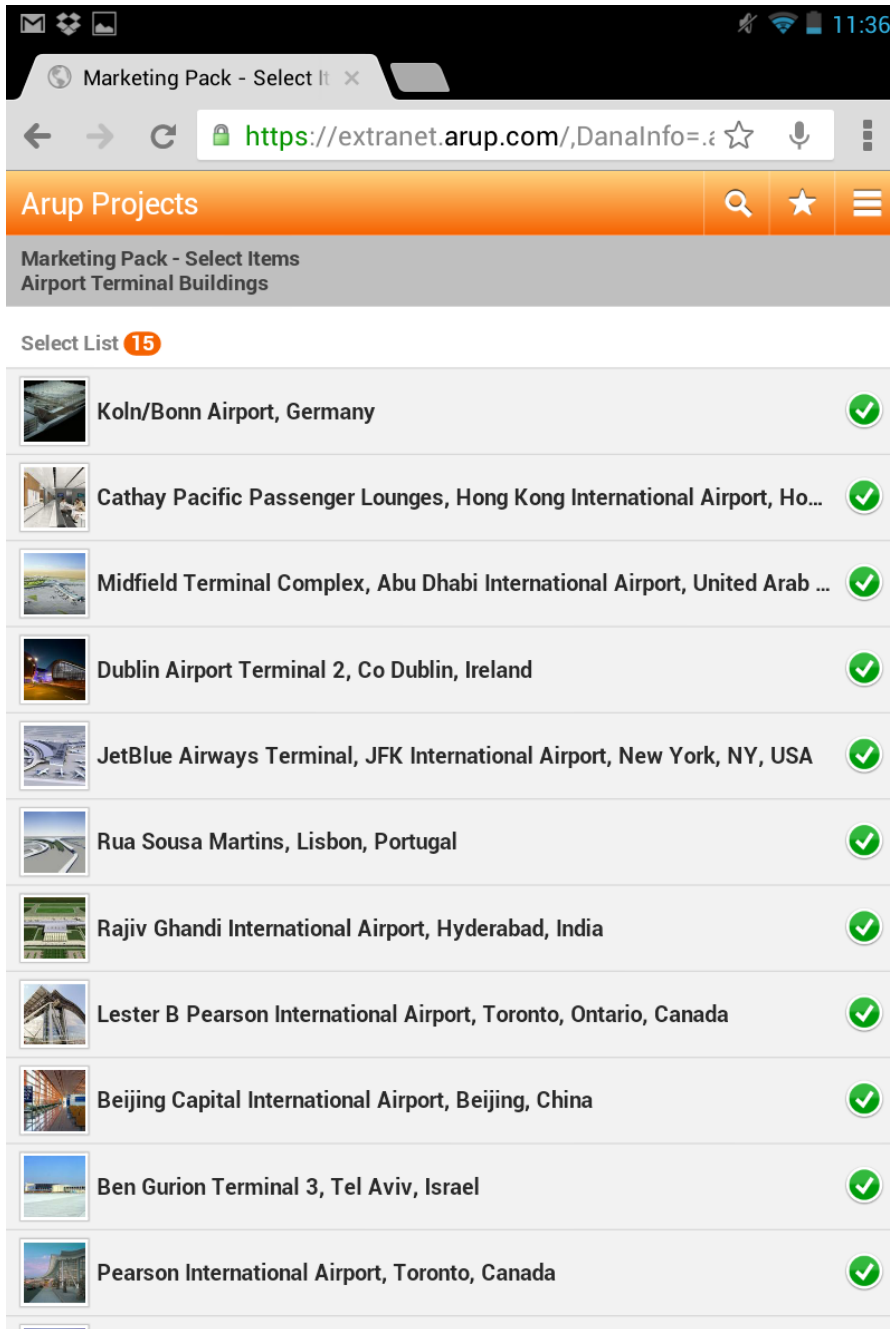 11:36
Marketing Pack - Select It
https://extranet.arup.com/,DanaInfo=.a
Arup Projects
Marketing Pack - Select Items
Airport Terminal Buildings
Select List 15
Koln/Bonn Airport, Germany
Cathay Pacific Passenger Lounges, Hong Kong International Airport, Ho...
Midfield Terminal Complex, Abu Dhabi International Airport, United Arab ...
Dublin Airport Terminal 2, Co Dublin, Ireland
JetBlue Airways Terminal, JFK International Airport, New York, NY, USA
Rua Sousa Martins, Lisbon, Portugal
Rajiv Ghandi International Airport, Hyderabad, India
Lester B Pearson International Airport, Toronto, Ontario, Canada
Beijing Capital International Airport, Beijing, China
Ben Gurion Terminal 3, Tel Aviv, Israel
Pearson International Airport, Toronto, Canada